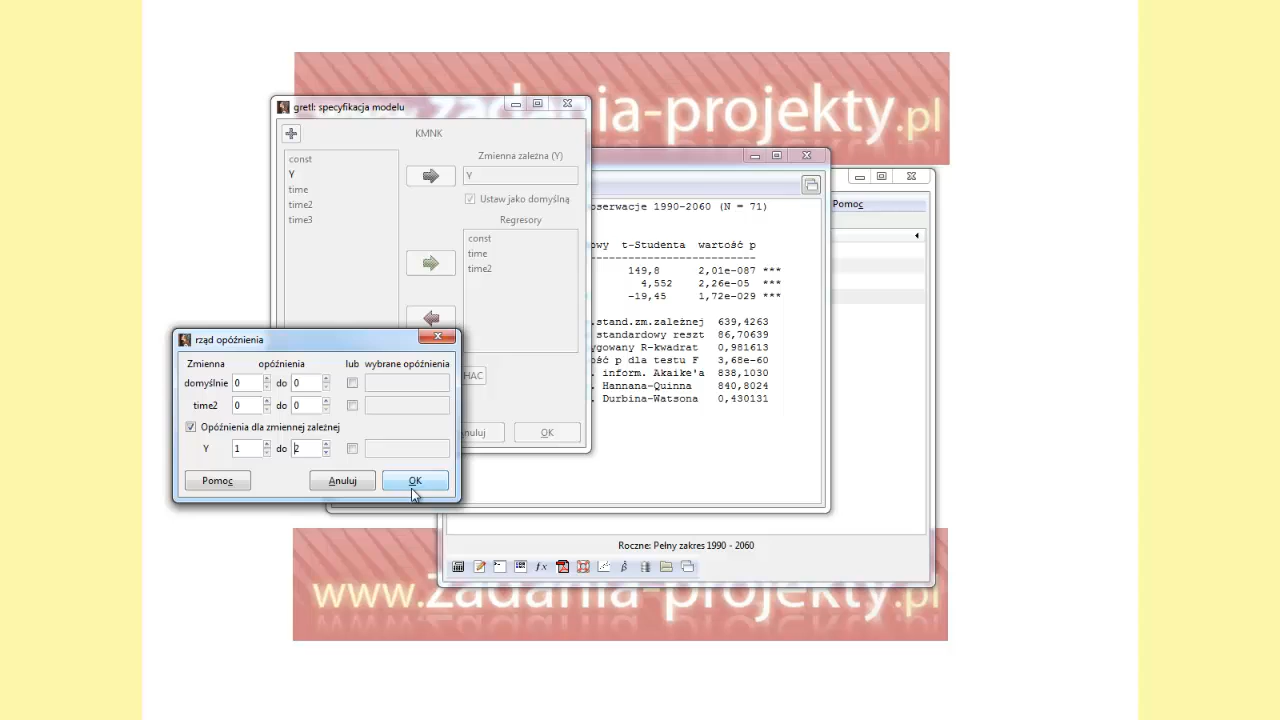 www.zadania-projekty.pl
gretl: specyfikacja modelu
KMNK
const
Y
time
time2
time3
Zmienna zależna (Y)
Y
Ustaw jako domyślną
Regresory
const
time
time2
HAC
OK
rząd opóźnienia
Zmienna opóźnienia lub wybrane opóźnienia
domyślnie 0 do 0
time2 0 do 0
Opóźnienia dla zmiennej zależnej
Y 1 do 2
Pomoc Anuluj OK
1990-2060 (N = 71)
t-Studenta wartość p
149,8 2,01e-087 ***
4,552 2,26e-05 ***
-19,45 1,72e-029 ***
.stand.zm.zależnej 639,4263
standardowy reszt 86,70639
R-kwadrat 0,981613
p dla testu F 3,68e-60
. inform. Akaike'a 838,1030
. Hannana-Quinna 840,8024
. Durbina-Watsona 0,430131
Pomoc
Roczne: Pełny zakres 1990 - 2060
www.zadania-projekty.pl